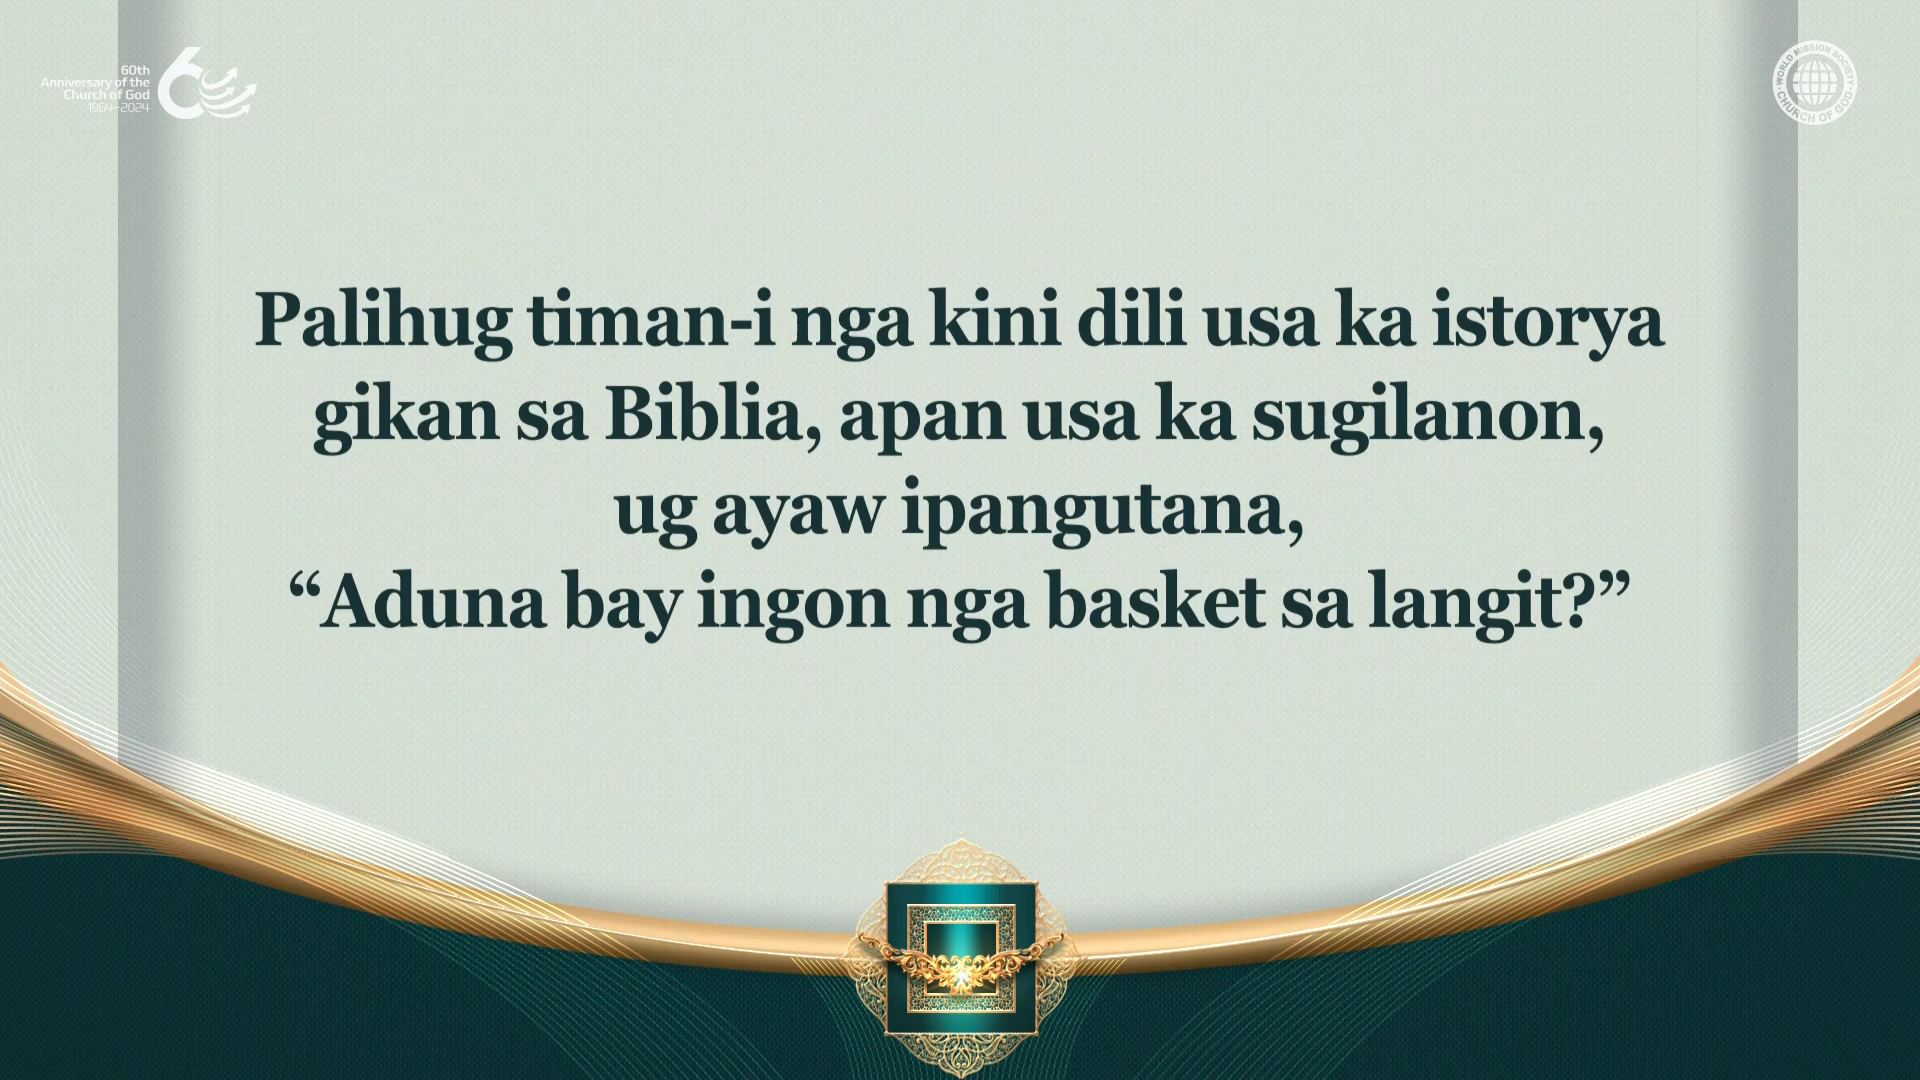 60th
Anniversary of the
Church of God
1964–2024
WORLD MISSION SOCIETY
CHURCH OF GOD
Palihug timan-i nga kini dili usa ka istorya
gikan sa Biblia, apan usa ka sugilanon,
ug ayaw ipangutana,
“Aduna bay ingon nga basket sa langit?”